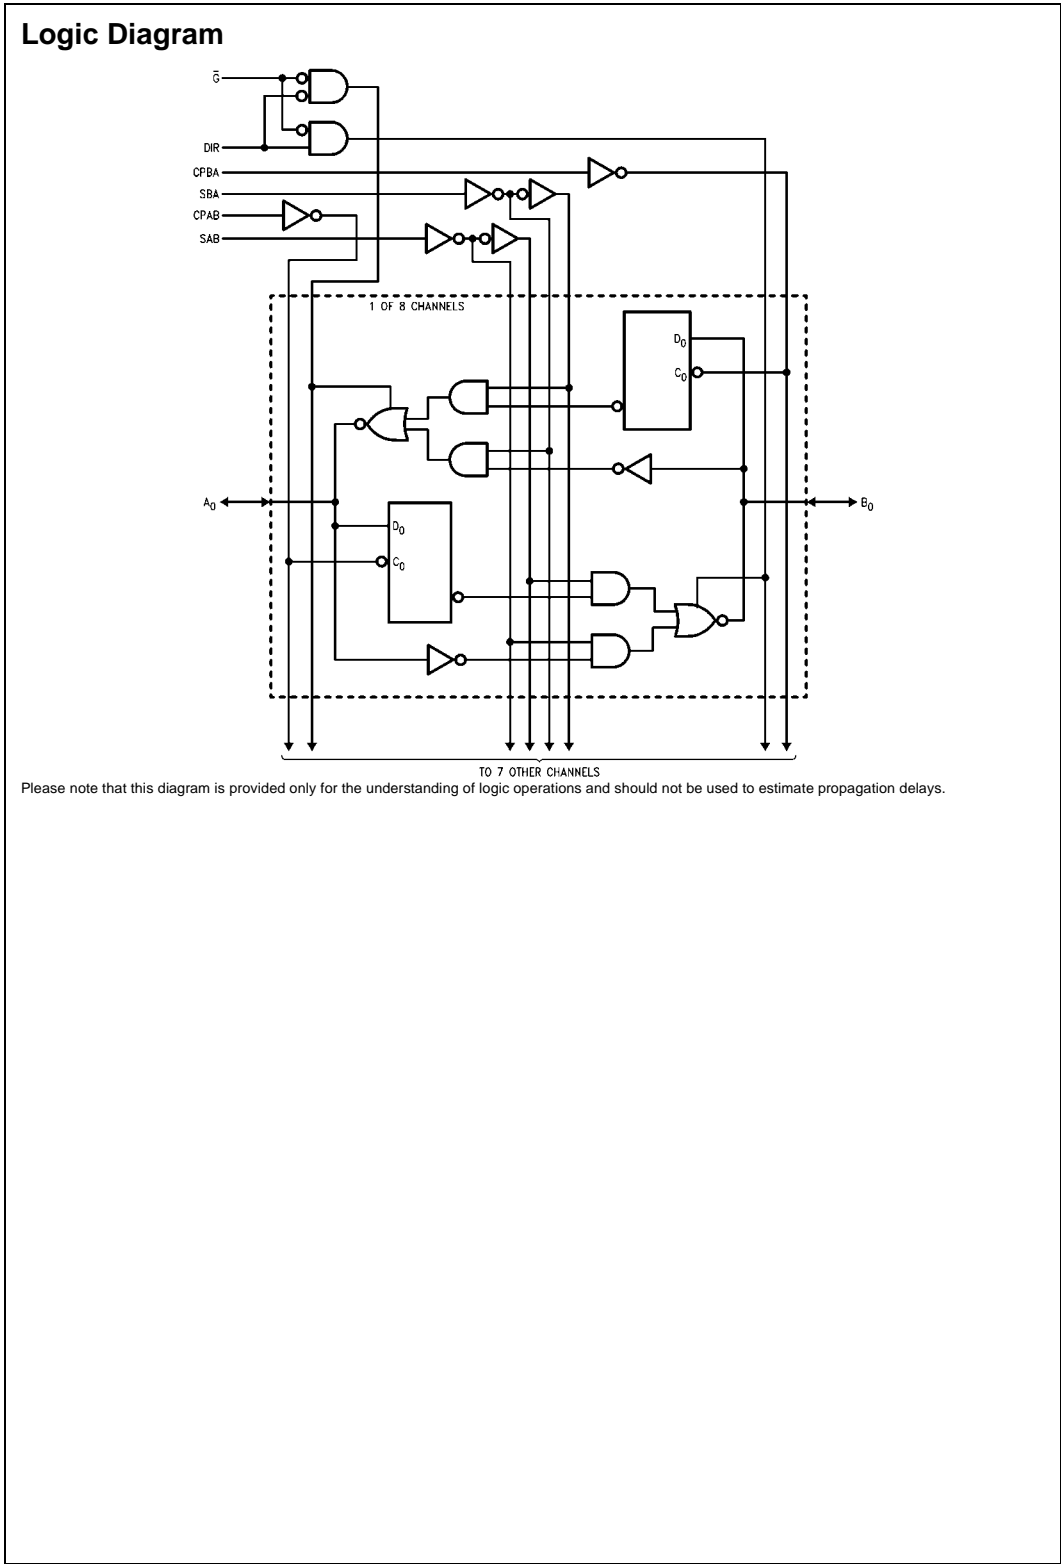 Logic Diagram
G̅
DIR
CPBA
SBA
CPAB
SAB
1 OF 8 CHANNELS
D0
C0
A0
B0
D0
C0
TO 7 OTHER CHANNELS
Please note that this diagram is provided only for the understanding of logic operations and should not be used to estimate propagation delays.